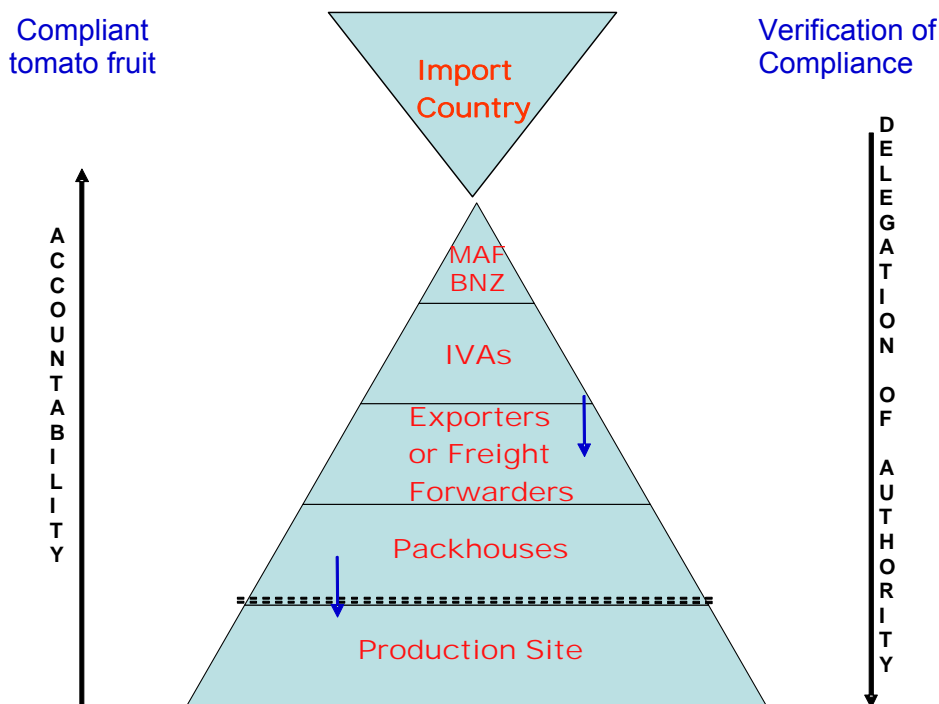 Compliant
tomato fruit
Verification of
Compliance
Import
Country
ACCOUNTABILITY
DELEGATION OF AUTHORITY
MAF
BNZ
IVAs
Exporters
or Freight
Forwarders
Packhouses
Production Site